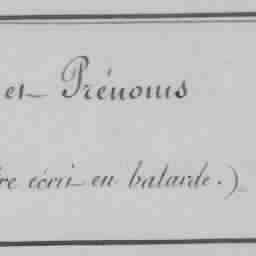 et Prénoms
re écrit en batarde.)